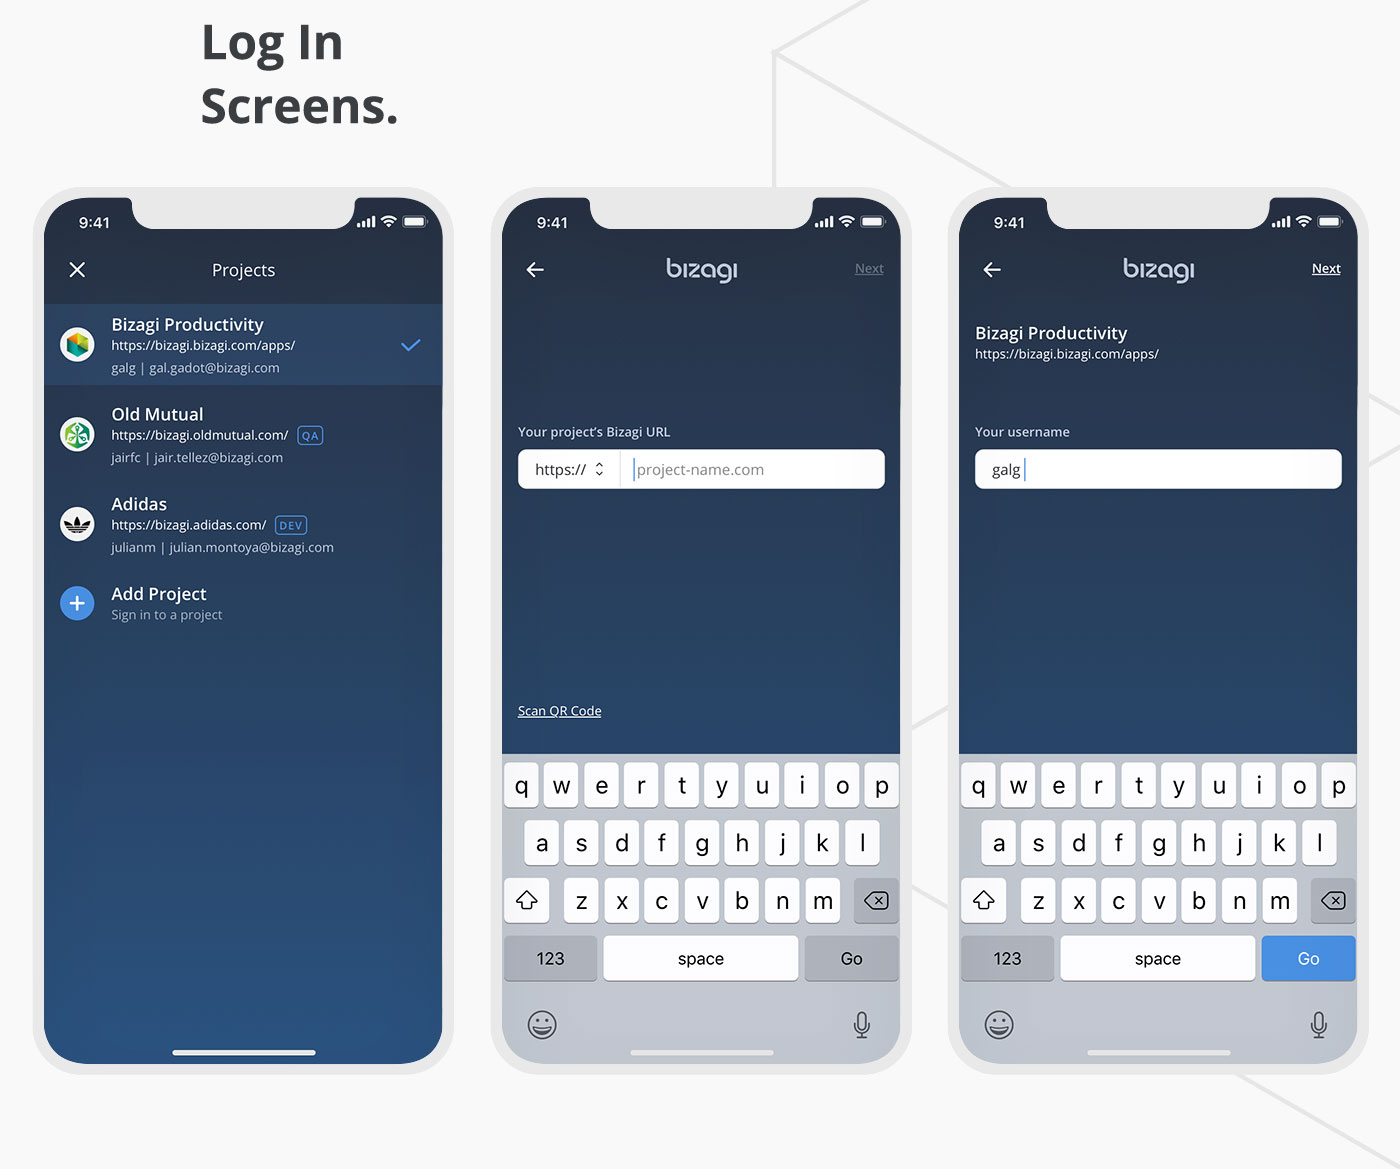 Log In
Screens.
9:41
Projects
Bizagi Productivity
https://bizagi.bizagi.com/apps/
galg | gal.gadot@bizagi.com
Old Mutual
https://bizagi.oldmutual.com/ QA
jairfc | jair.tellez@bizagi.com
Adidas
https://bizagi.adidas.com/ DEV
julianm | julian.montoya@bizagi.com
Add Project
Sign in to a project
9:41
bizagi Next
Your project's Bizagi URL
https:// project-name.com
Scan QR Code
q w e r t y u i o p
a s d f g h j k l
z x c v b n m
123 space Go
9:41
bizagi Next
Bizagi Productivity
https://bizagi.bizagi.com/apps/
Your username
galg
q w e r t y u i o p
a s d f g h j k l
z x c v b n m
123 space Go